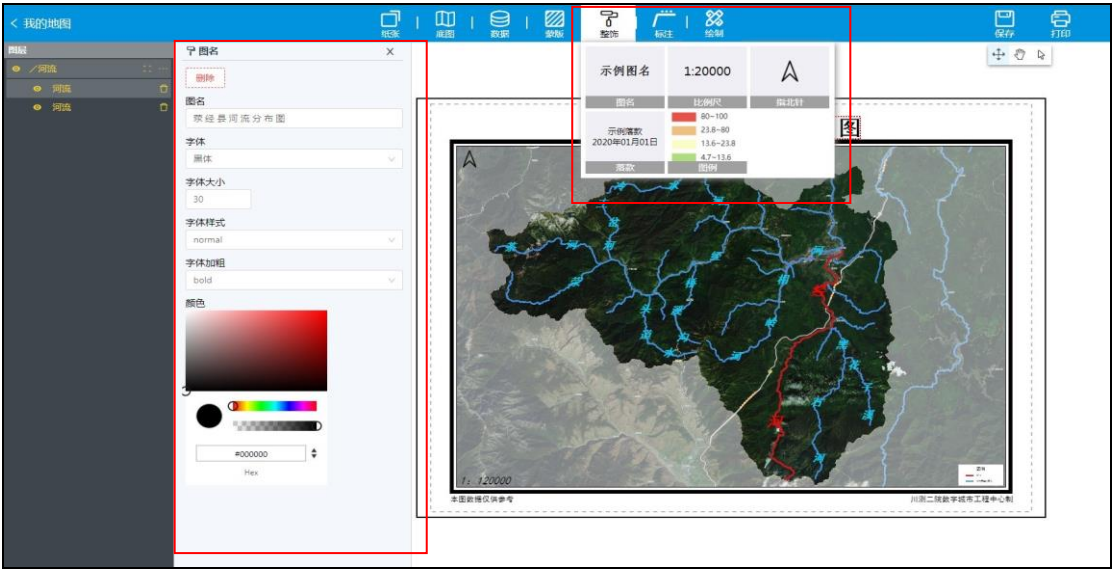 < 我的地图
纸张
底图
数据
蒙版
整饰
标注
绘制
保存
打印
图层
河流
河流
河流
图名
X
删除
图名
荥经县河流分布图
字体
黑体
字体大小
30
字体样式
normal
字体加粗
bold
颜色
#000000
Hex
示例图名
1:20000
图名
比例尺
指北针
示例落款
2020年01月01日
80~100
23.8~80
13.6~23.8
4.7~13.6
落款
图例
图
1：120000
本图数据仅供参考
川测二院数字城市工程中心制